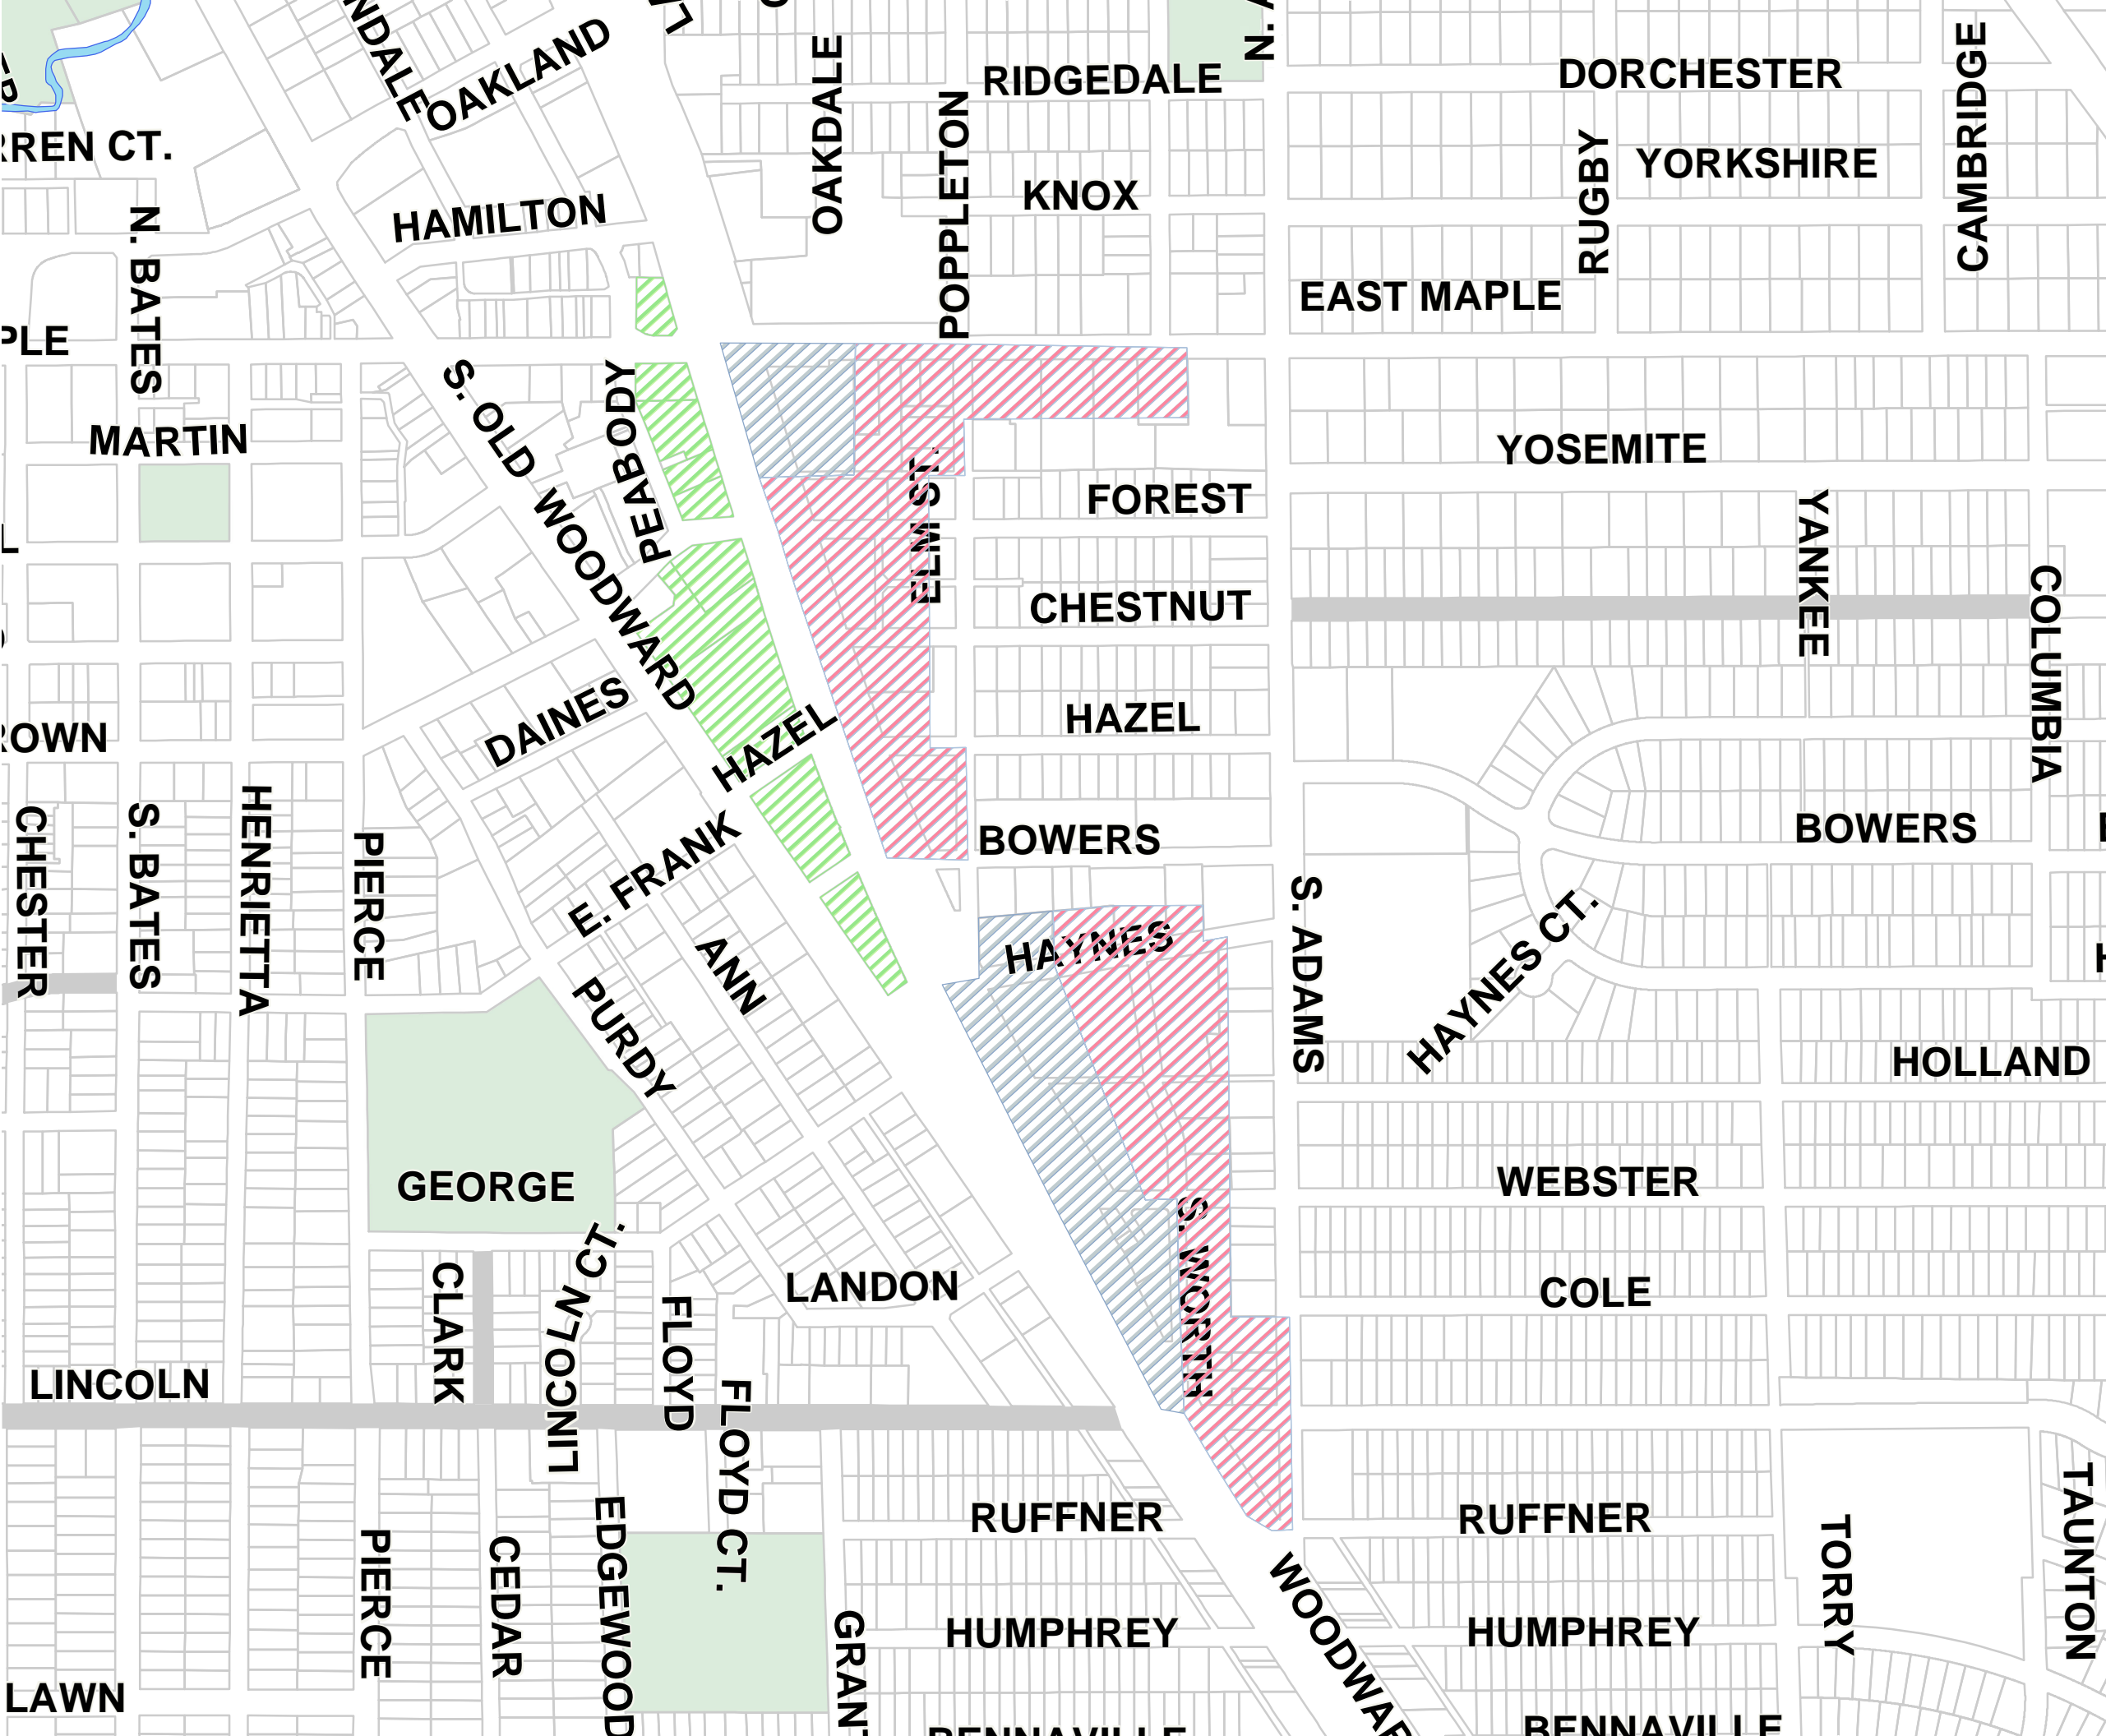 OAKLAND
OAKDALE
RIDGEDALE
DORCHESTER
CAMBRIDGE
POPPLETON
RUGBY
YORKSHIRE
KNOX
HAMILTON
N. BATES
EAST MAPLE
MARTIN
S. OLD WOODWARD
PEABODY
YOSEMITE
FOREST
YANKEE
CHESTNUT
COLUMBIA
DAINES
HAZEL
HAZEL
BOWERS
BOWERS
CHESTER
S. BATES
HENRIETTA
PIERCE
E. FRANK
ANN
PURDY
HAYNES
S. ADAMS
HAYNES CT.
HOLLAND
GEORGE
WEBSTER
S. WORTH
COLE
LANDON
CLARK
LINCOLN CT.
FLOYD
LINCOLN
FLOYD CT.
RUFFNER
RUFFNER
PIERCE
CEDAR
EDGEWOOD
GRANT
HUMPHREY
HUMPHREY
TORRY
TAUNTON